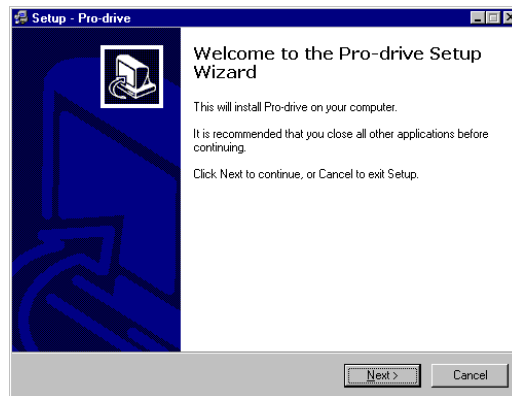 Setup - Pro-drive
Welcome to the Pro-drive Setup
Wizard
This will install Pro-drive on your computer.
It is recommended that you close all other applications before
continuing.
Click Next to continue, or Cancel to exit Setup.
Next >
Cancel